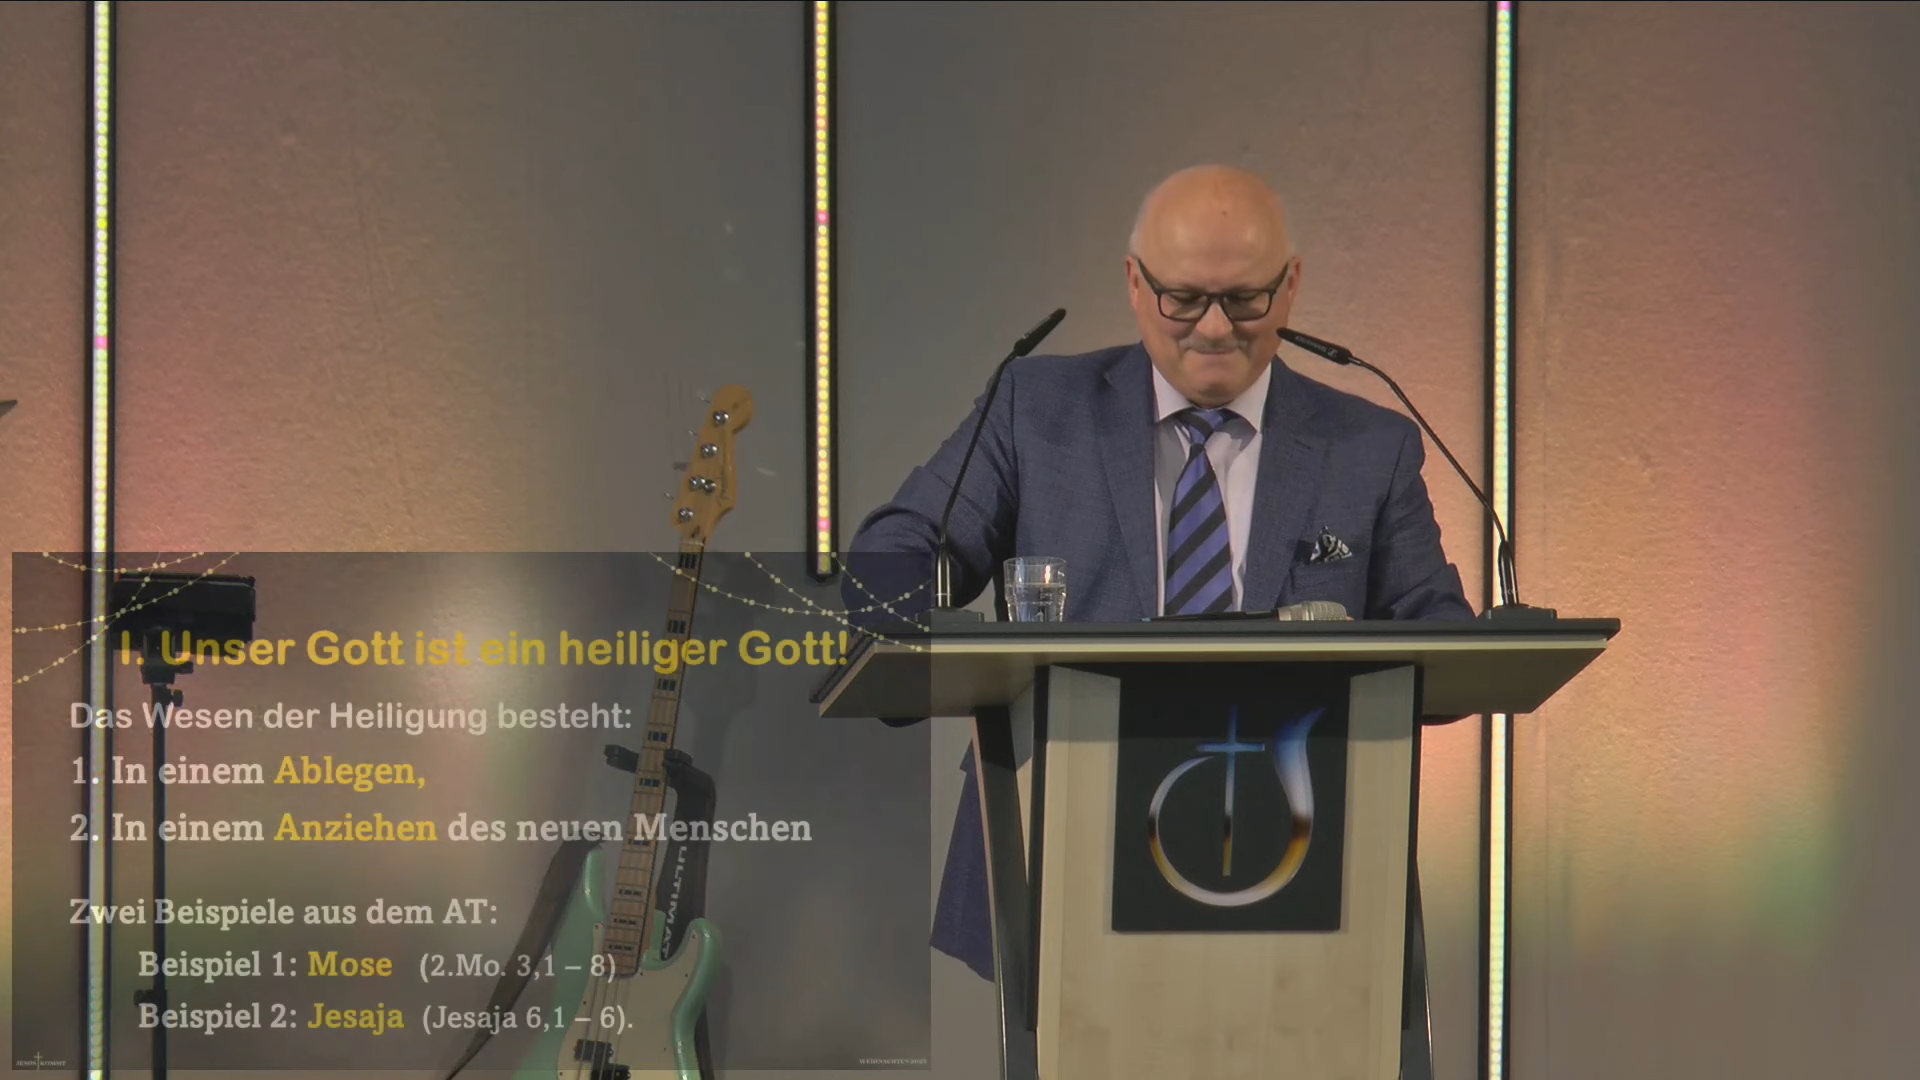 I. Unser Gott ist ein heiliger Gott!
Das Wesen der Heiligung besteht:
1. In einem Ablegen,
2. In einem Anziehen des neuen Menschen
Zwei Beispiele aus dem AT:
Beispiel 1: Mose (2.Mo. 3,1 – 8)
Beispiel 2: Jesaja (Jesaja 6,1 – 6).
JESUS KOMMT